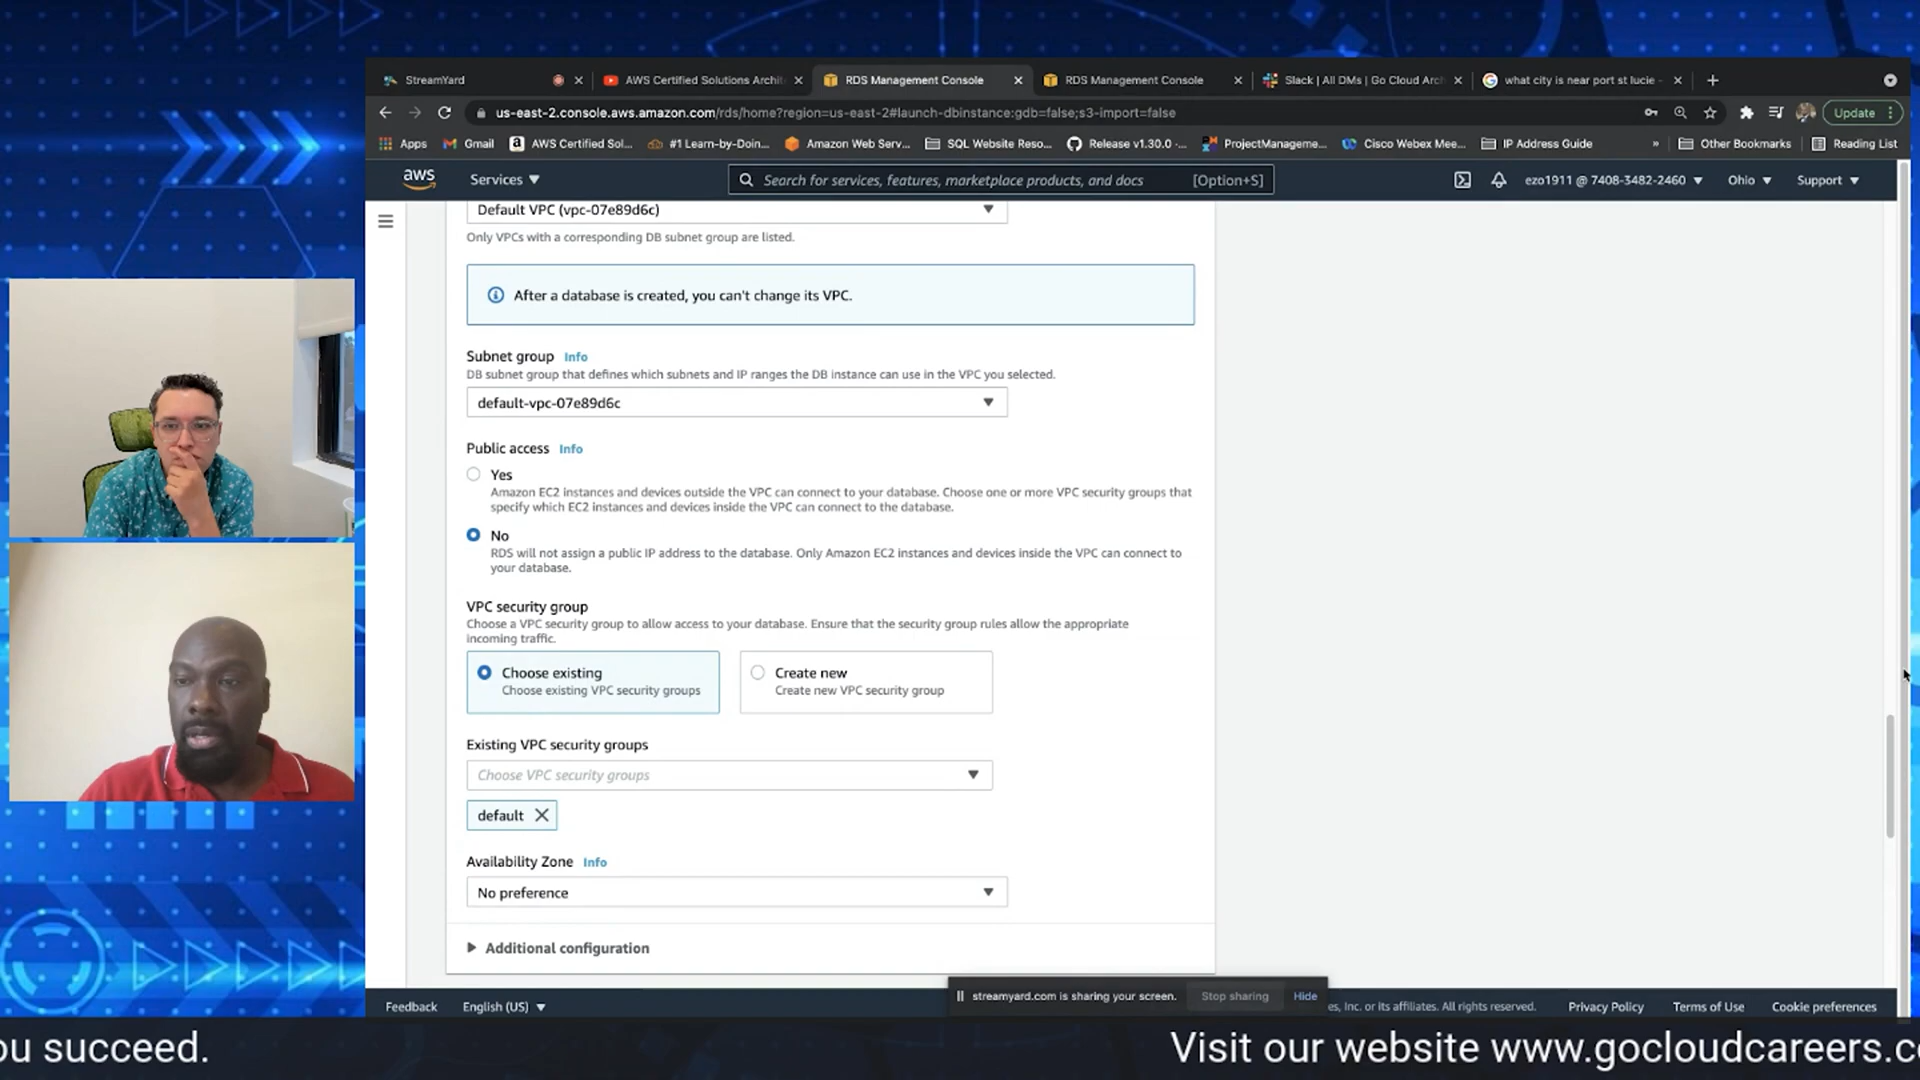 StreamYard
AWS Certified Solutions Archi
RDS Management Console
RDS Management Console
Slack | All DMs | Go Cloud Arch
what city is near port st lucie -
us-east-2.console.aws.amazon.com/rds/home?region=us-east-2#launch-dbinstance:gdb=false;s3-import=false
Update
Apps
Gmail
AWS Certified Sol...
#1 Learn-by-Doin...
Amazon Web Serv...
SQL Website Reso...
Release v1.30.0 ·...
ProjectManageme...
Cisco Webex Mee...
IP Address Guide
»
Other Bookmarks
Reading List
aws
Services
Search for services, features, marketplace products, and docs
[Option+S]
ezo1911 @ 7408-3482-2460
Ohio
Support
Default VPC (vpc-07e89d6c)
Only VPCs with a corresponding DB subnet group are listed.
After a database is created, you can't change its VPC.
Subnet group Info
DB subnet group that defines which subnets and IP ranges the DB instance can use in the VPC you selected.
default-vpc-07e89d6c
Public access Info
Yes
Amazon EC2 instances and devices outside the VPC can connect to your database. Choose one or more VPC security groups that
specify which EC2 instances and devices inside the VPC can connect to the database.
No
RDS will not assign a public IP address to the database. Only Amazon EC2 instances and devices inside the VPC can connect to
your database.
VPC security group
Choose a VPC security group to allow access to your database. Ensure that the security group rules allow the appropriate
incoming traffic.
Choose existing
Choose existing VPC security groups
Create new
Create new VPC security group
Existing VPC security groups
Choose VPC security groups
default
Availability Zone Info
No preference
Additional configuration
streamyard.com is sharing your screen.
Stop sharing
Hide
Feedback
English (US)
es, Inc. or its affiliates. All rights reserved.
Privacy Policy
Terms of Use
Cookie preferences
ou succeed.
Visit our website www.gocloudcareers.c